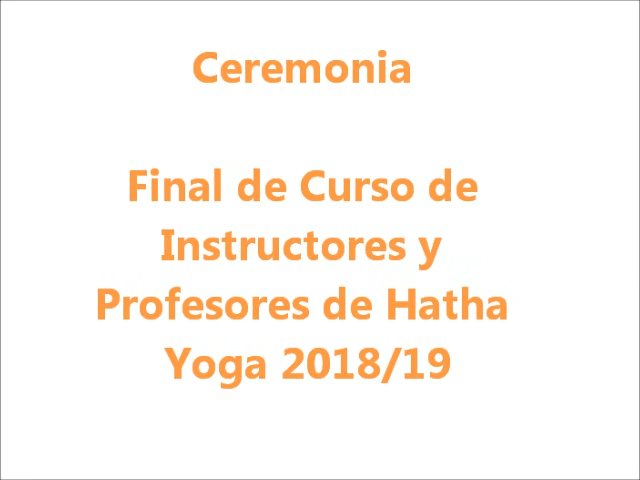 Ceremonia
Final de Curso de
Instructores y
Profesores de Hatha
Yoga 2018/19